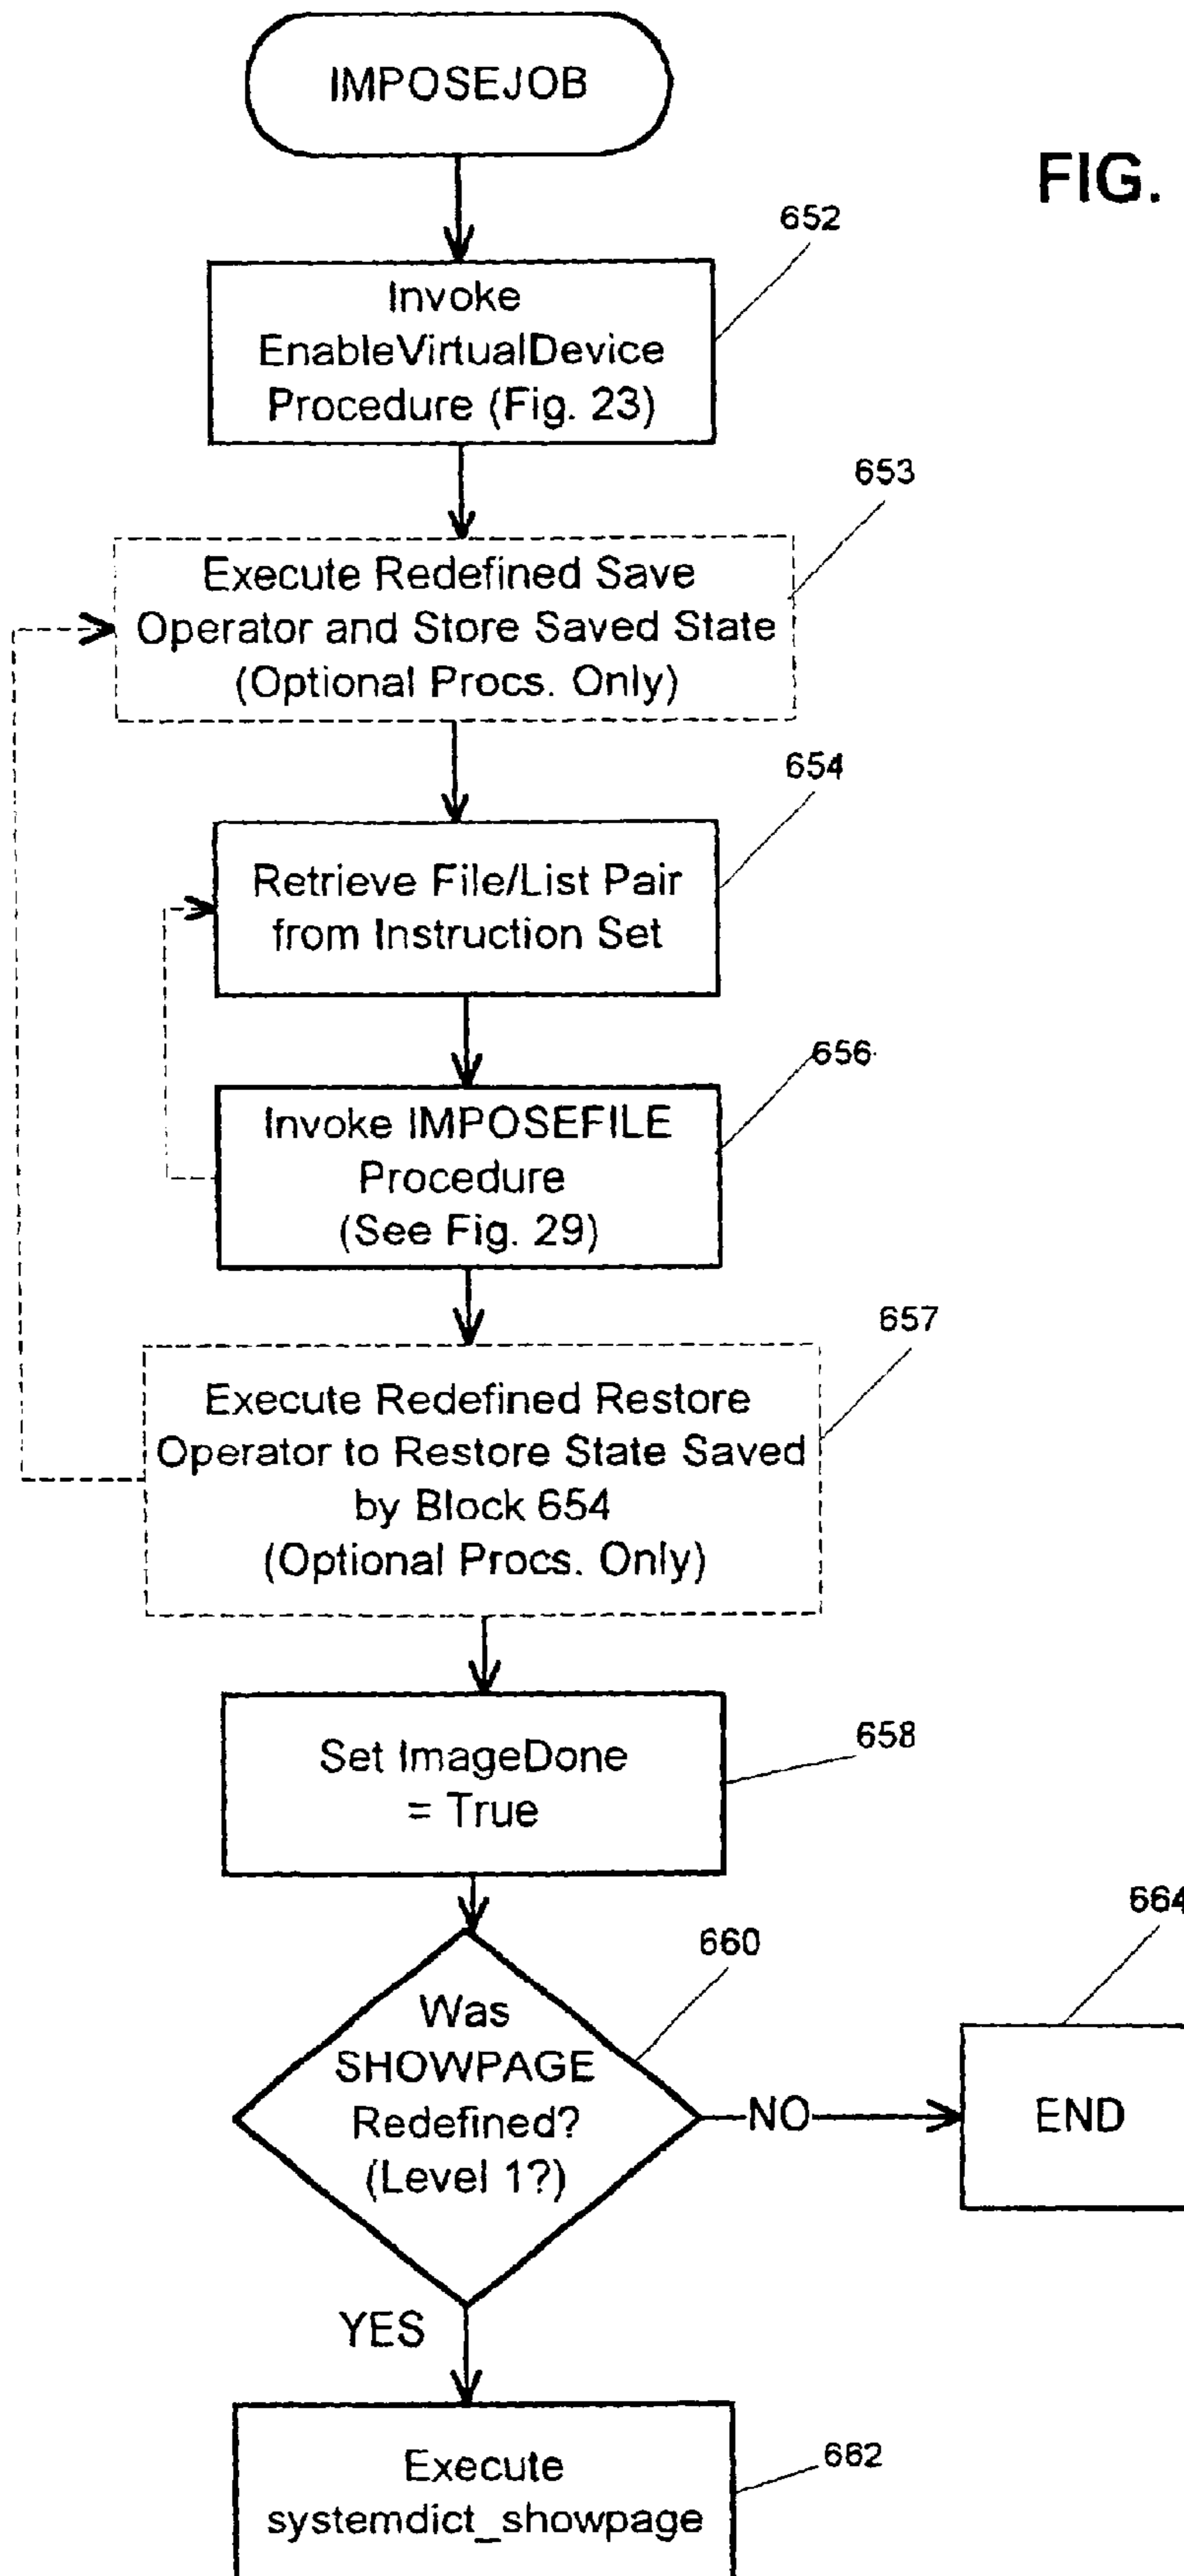 IMPOSEJOB
FIG.
652
Invoke
EnableVirtualDevice
Procedure (Fig. 23)
653
Execute Redefined Save
Operator and Store Saved State
(Optional Procs. Only)
654
Retrieve File/List Pair
from Instruction Set
656
Invoke IMPOSEFILE
Procedure
(See Fig. 29)
657
Execute Redefined Restore
Operator to Restore State Saved
by Block 654
(Optional Procs. Only)
658
Set ImageDone
= True
660
664
Was
SHOWPAGE
Redefined?
(Level 1?)
NO
END
YES
662
Execute
systemdict_showpage